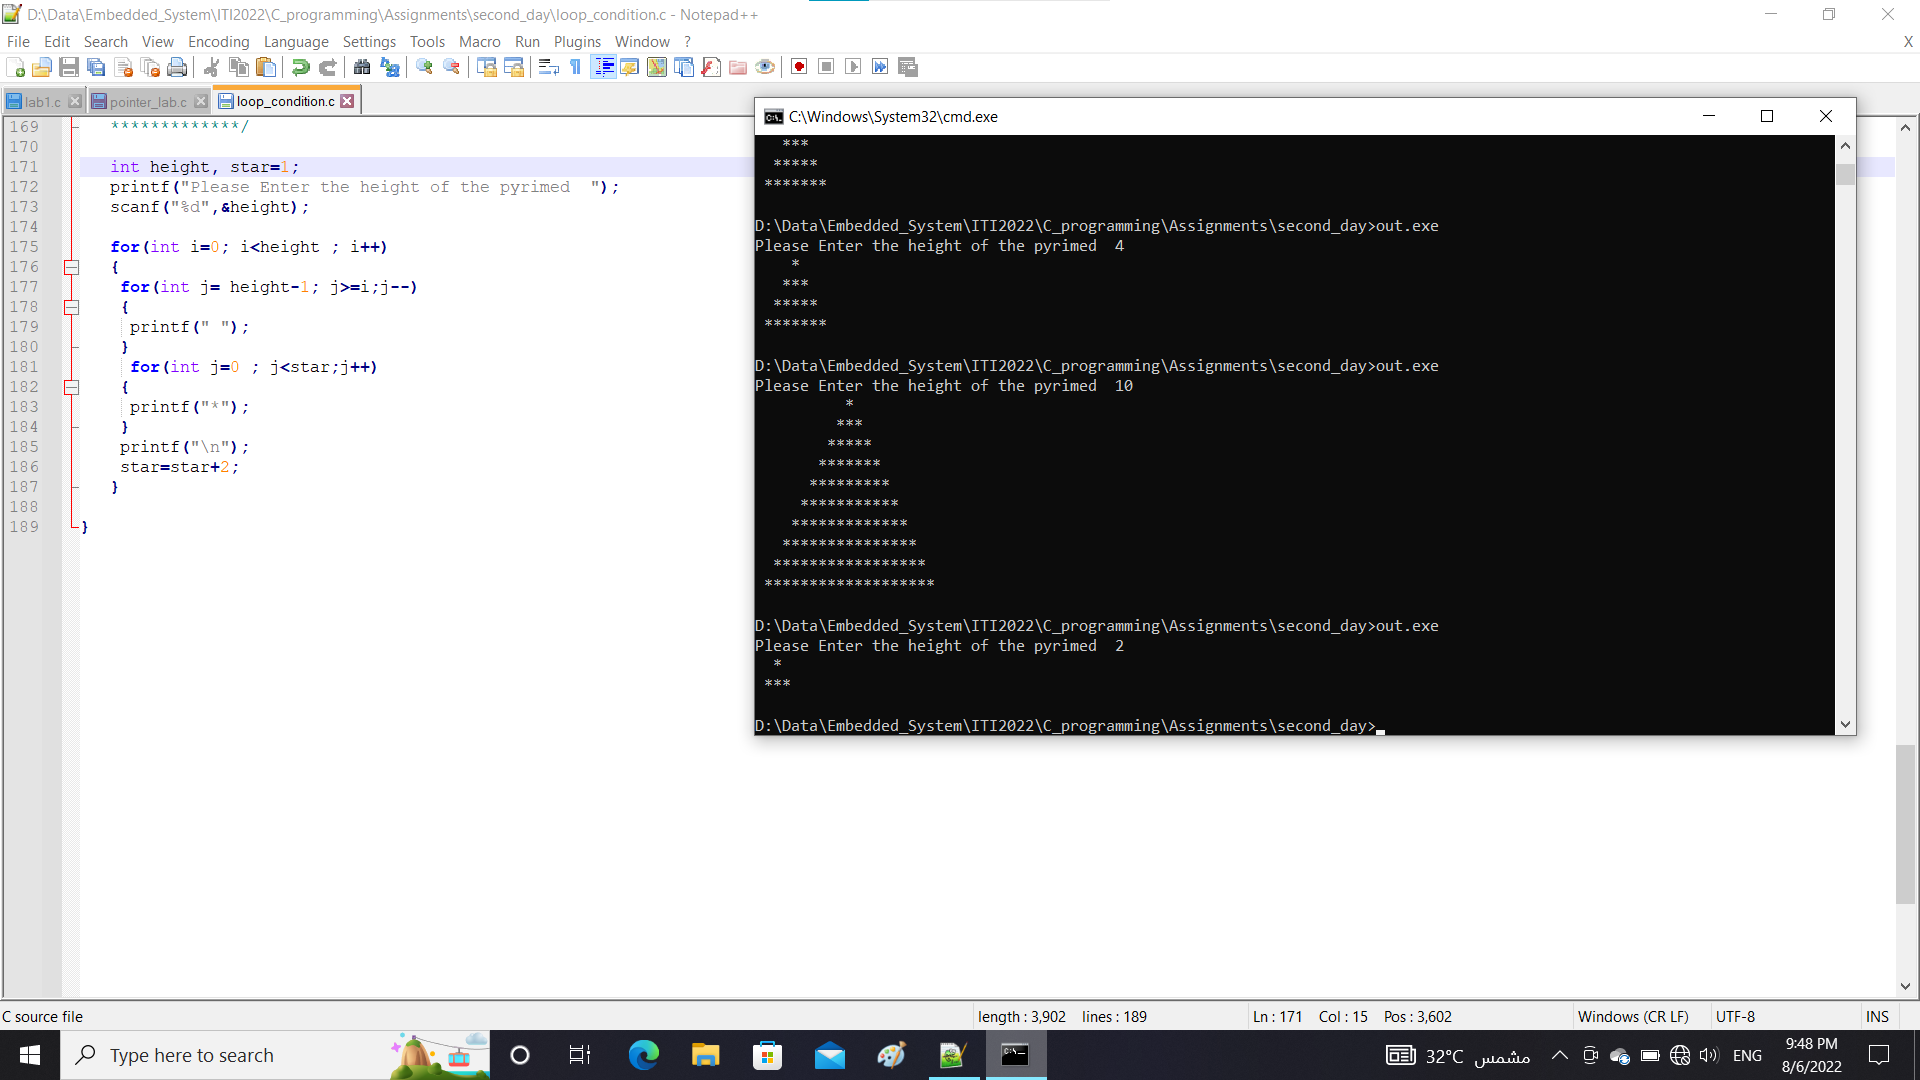 D:\Data\Embedded_System\ITI2022\C_programming\Assignments\second_day\loop_condition.c - Notepad++
File Edit Search View Encoding Language Settings Tools Macro Run Plugins Window ? X
lab1.c pointer_lab.c loop_condition.c
169 *************/
170
171 int height, star=1;
172 printf("Please Enter the height of the pyrimed  ");
173 scanf("%d",&height);
174
175 for(int i=0; i<height ; i++)
176 {
177 for(int j= height-1; j>=i;j--)
178 {
179 printf(" ");
180 }
181 for(int j=0 ; j<star;j++)
182 {
183 printf("*");
184 }
185 printf("\n");
186 star=star+2;
187 }
188
189 }
C:\Windows\System32\cmd.exe
   ***
  *****
 *******
D:\Data\Embedded_System\ITI2022\C_programming\Assignments\second_day>out.exe
Please Enter the height of the pyrimed  4
    *
   ***
  *****
 *******
D:\Data\Embedded_System\ITI2022\C_programming\Assignments\second_day>out.exe
Please Enter the height of the pyrimed  10
          *
         ***
        *****
       *******
      *********
     ***********
    *************
   ***************
  *****************
 *******************
D:\Data\Embedded_System\ITI2022\C_programming\Assignments\second_day>out.exe
Please Enter the height of the pyrimed  2
  *
 ***
D:\Data\Embedded_System\ITI2022\C_programming\Assignments\second_day>
C source file length : 3,902 lines : 189 Ln : 171 Col : 15 Pos : 3,602 Windows (CR LF) UTF-8 INS
Type here to search
32°C مشمس ENG
9:48 PM
8/6/2022